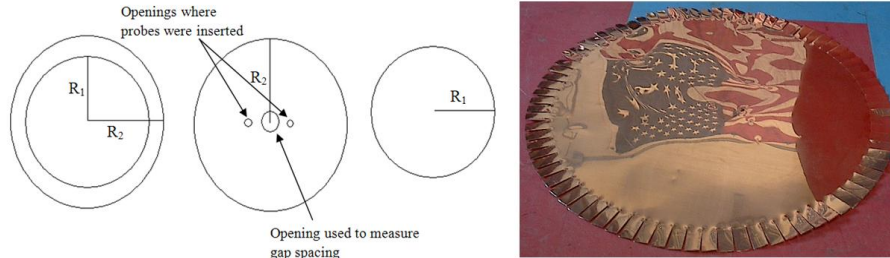 Openings where
probes were inserted
R1
R2
R2
R1
Opening used to measure
gap spacing